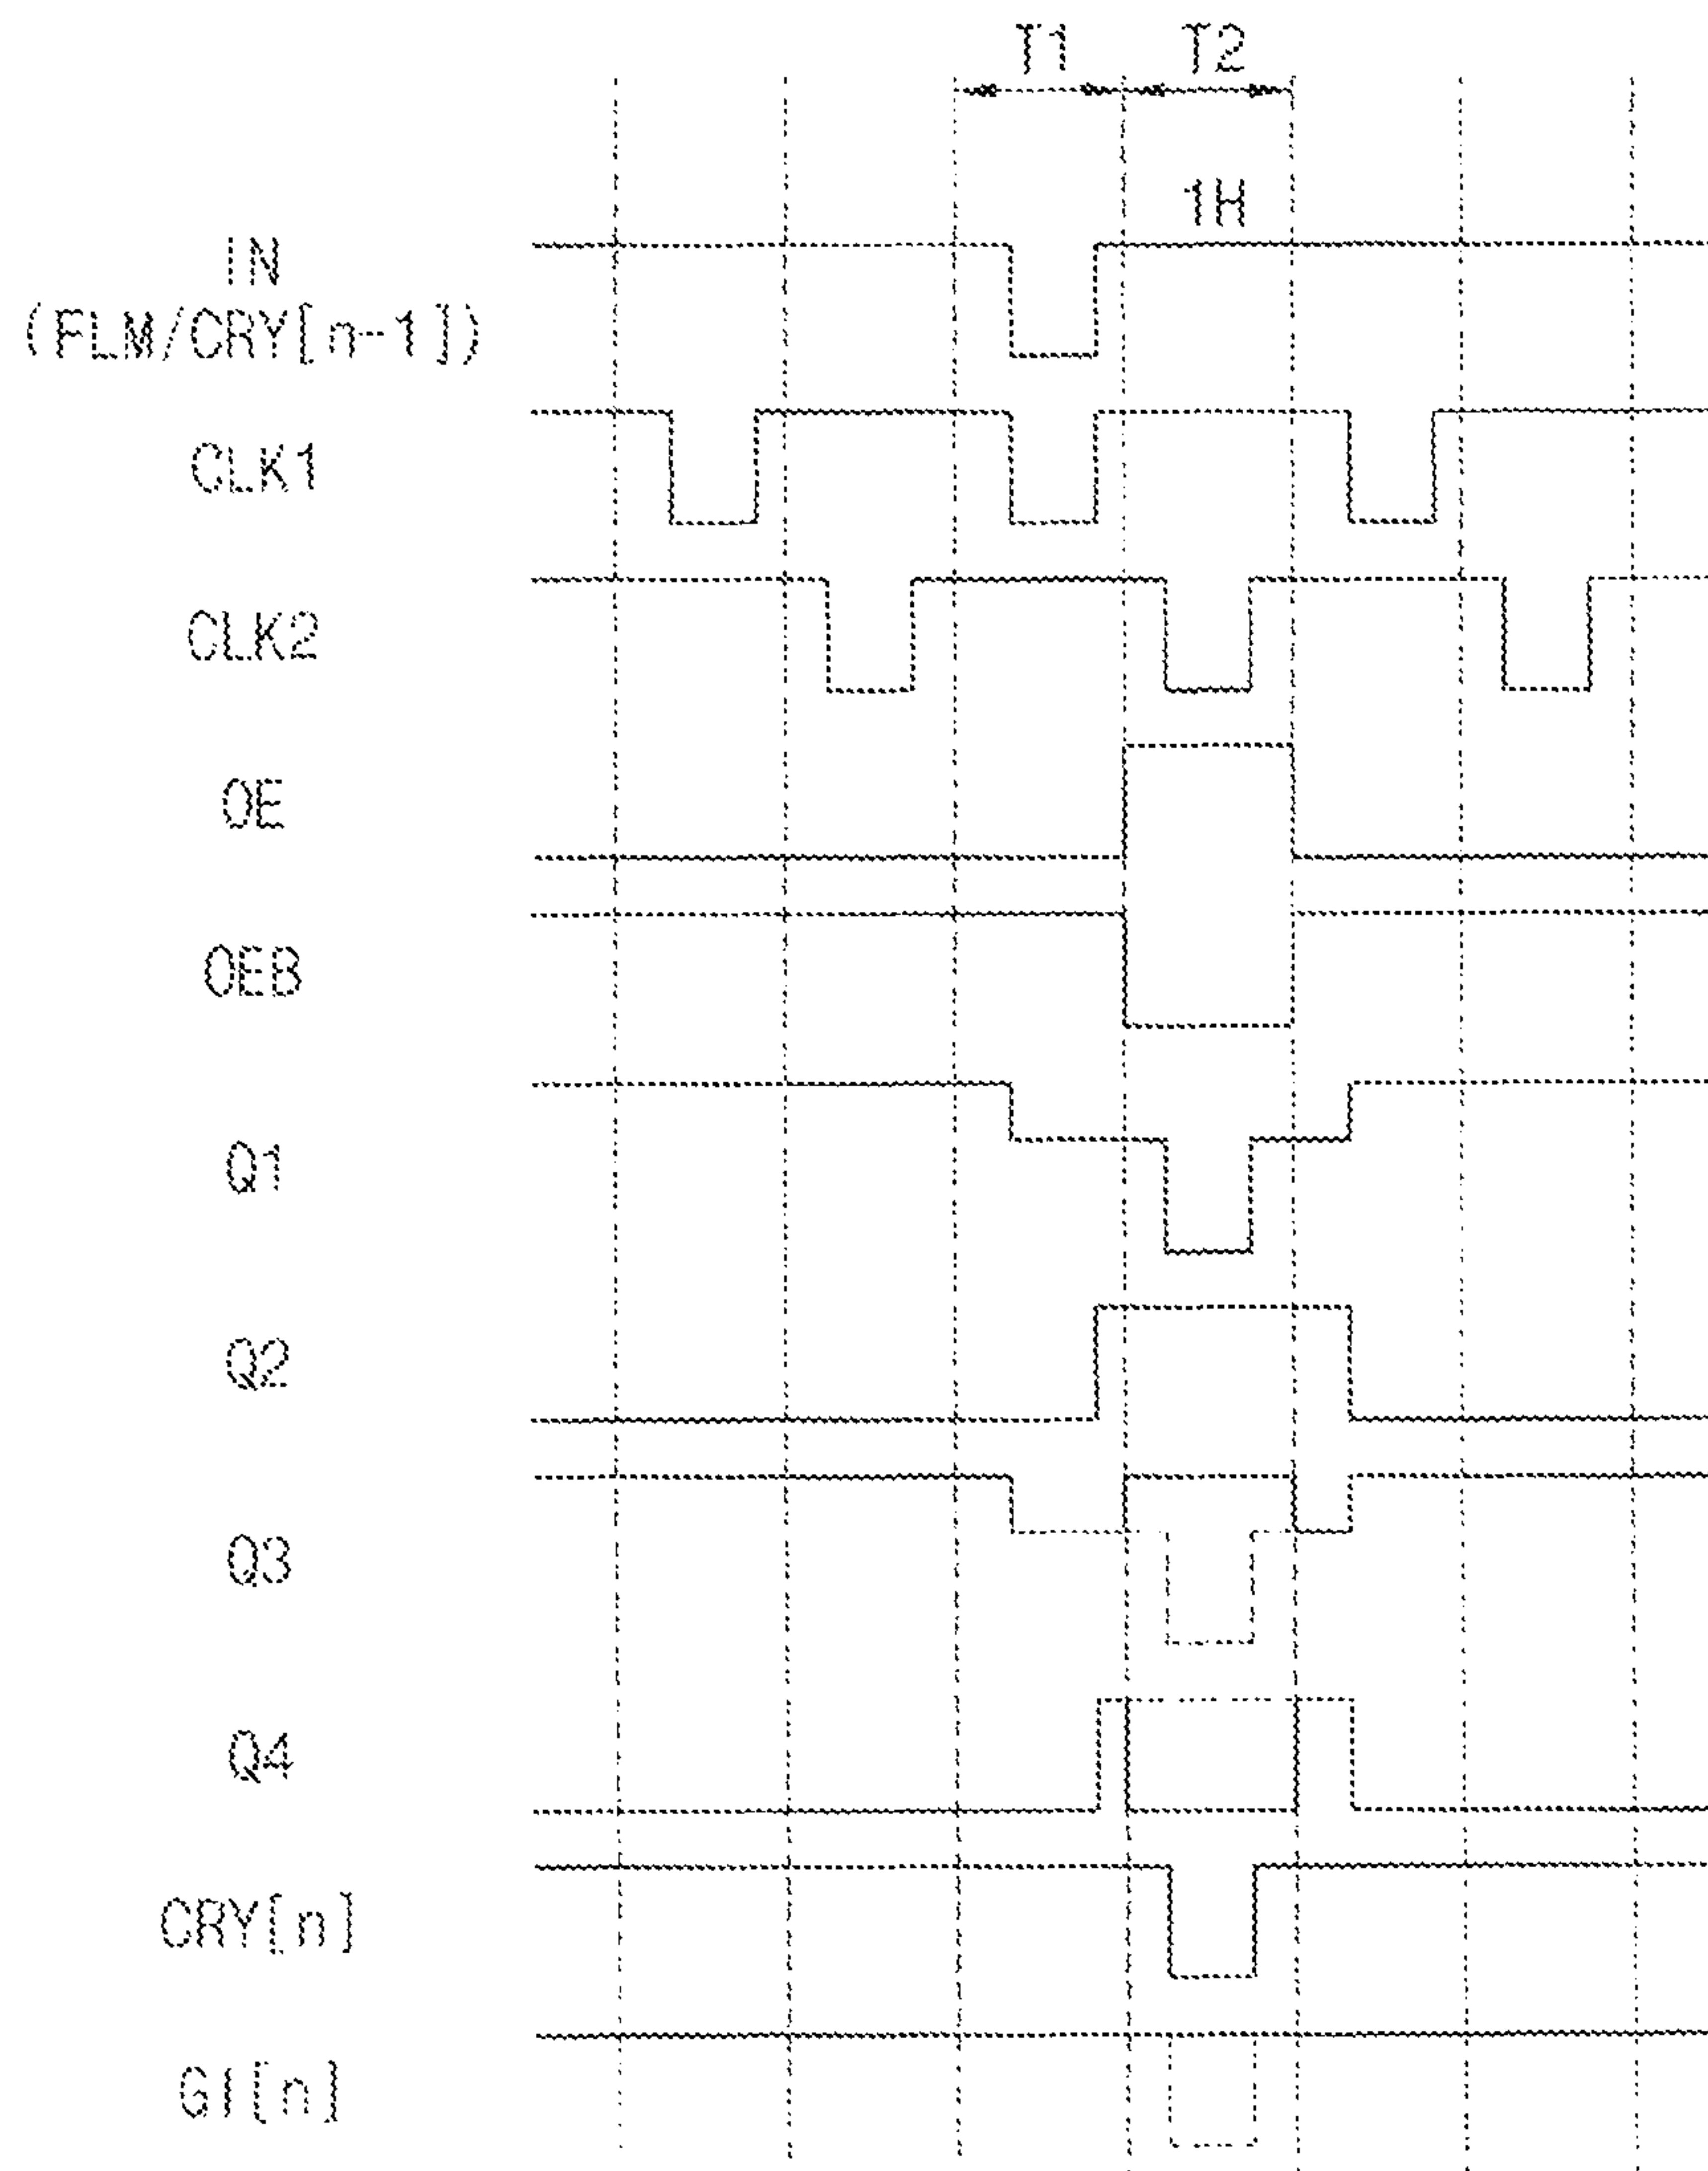 T1 T2
1H
IN
(FLM/CRY[n-1])
CLK1
CLK2
OE
OEB
Q1
Q2
Q3
Q4
CRY[n]
GI[n]